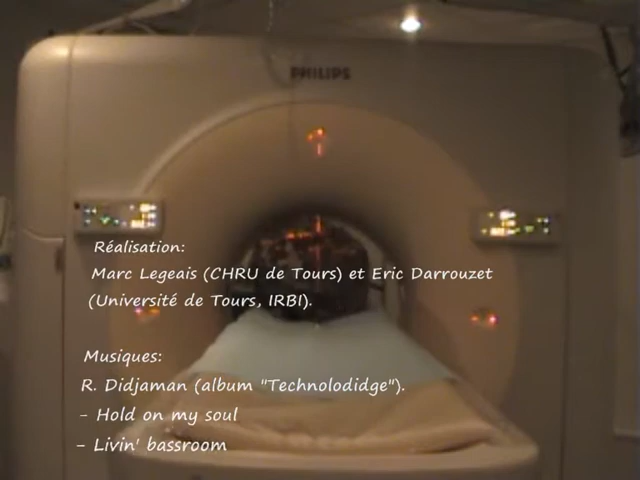 PHILIPS
Réalisation:
Marc Legeais (CHRU de Tours) et Eric Darrouzet
(Université de Tours, IRBI).
Musiques:
R. Didjaman (album "Technolodidge").
- Hold on my soul
- Livin' bassroom